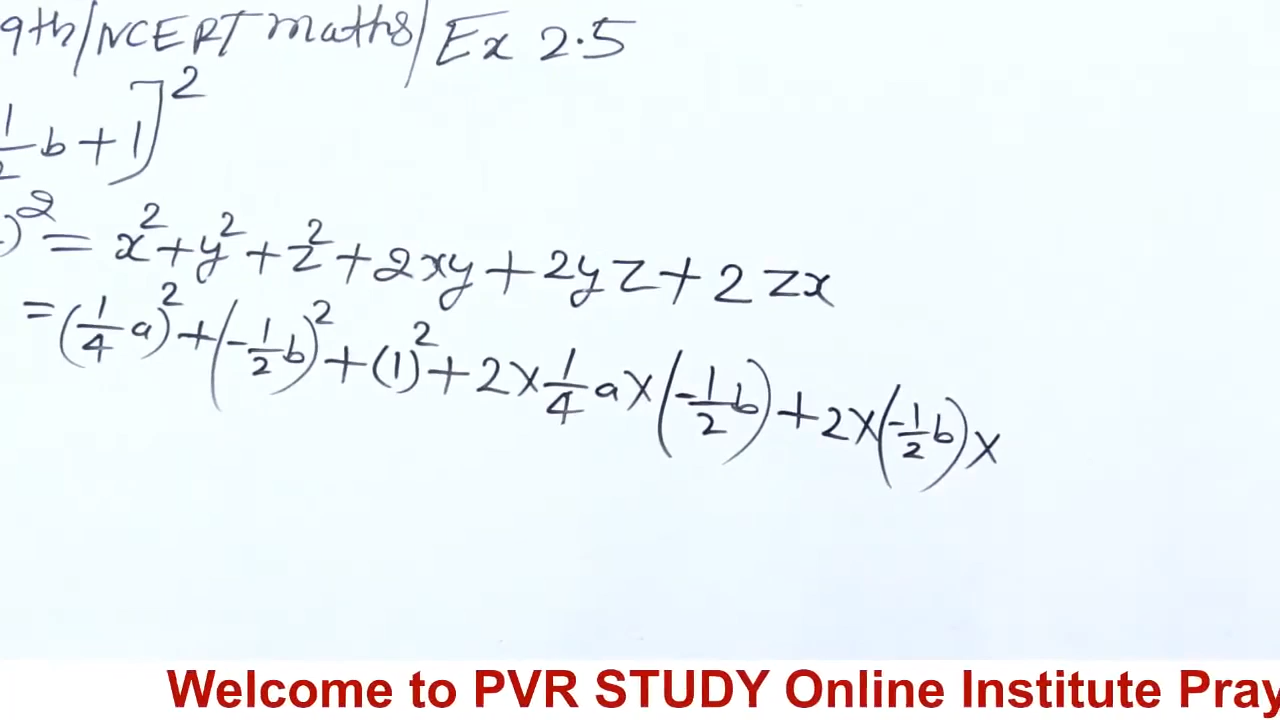 9th/NCERT Maths/Ex 2.5
1/2 b + 1]²
)² = x² + y² + z² + 2xy + 2yz + 2zx
= (1/4 a)² + (-1/2 b)² + (1)² + 2 × 1/4 a × (-1/2 b) + 2 × (-1/2 b) ×
Welcome to PVR STUDY Online Institute Pray